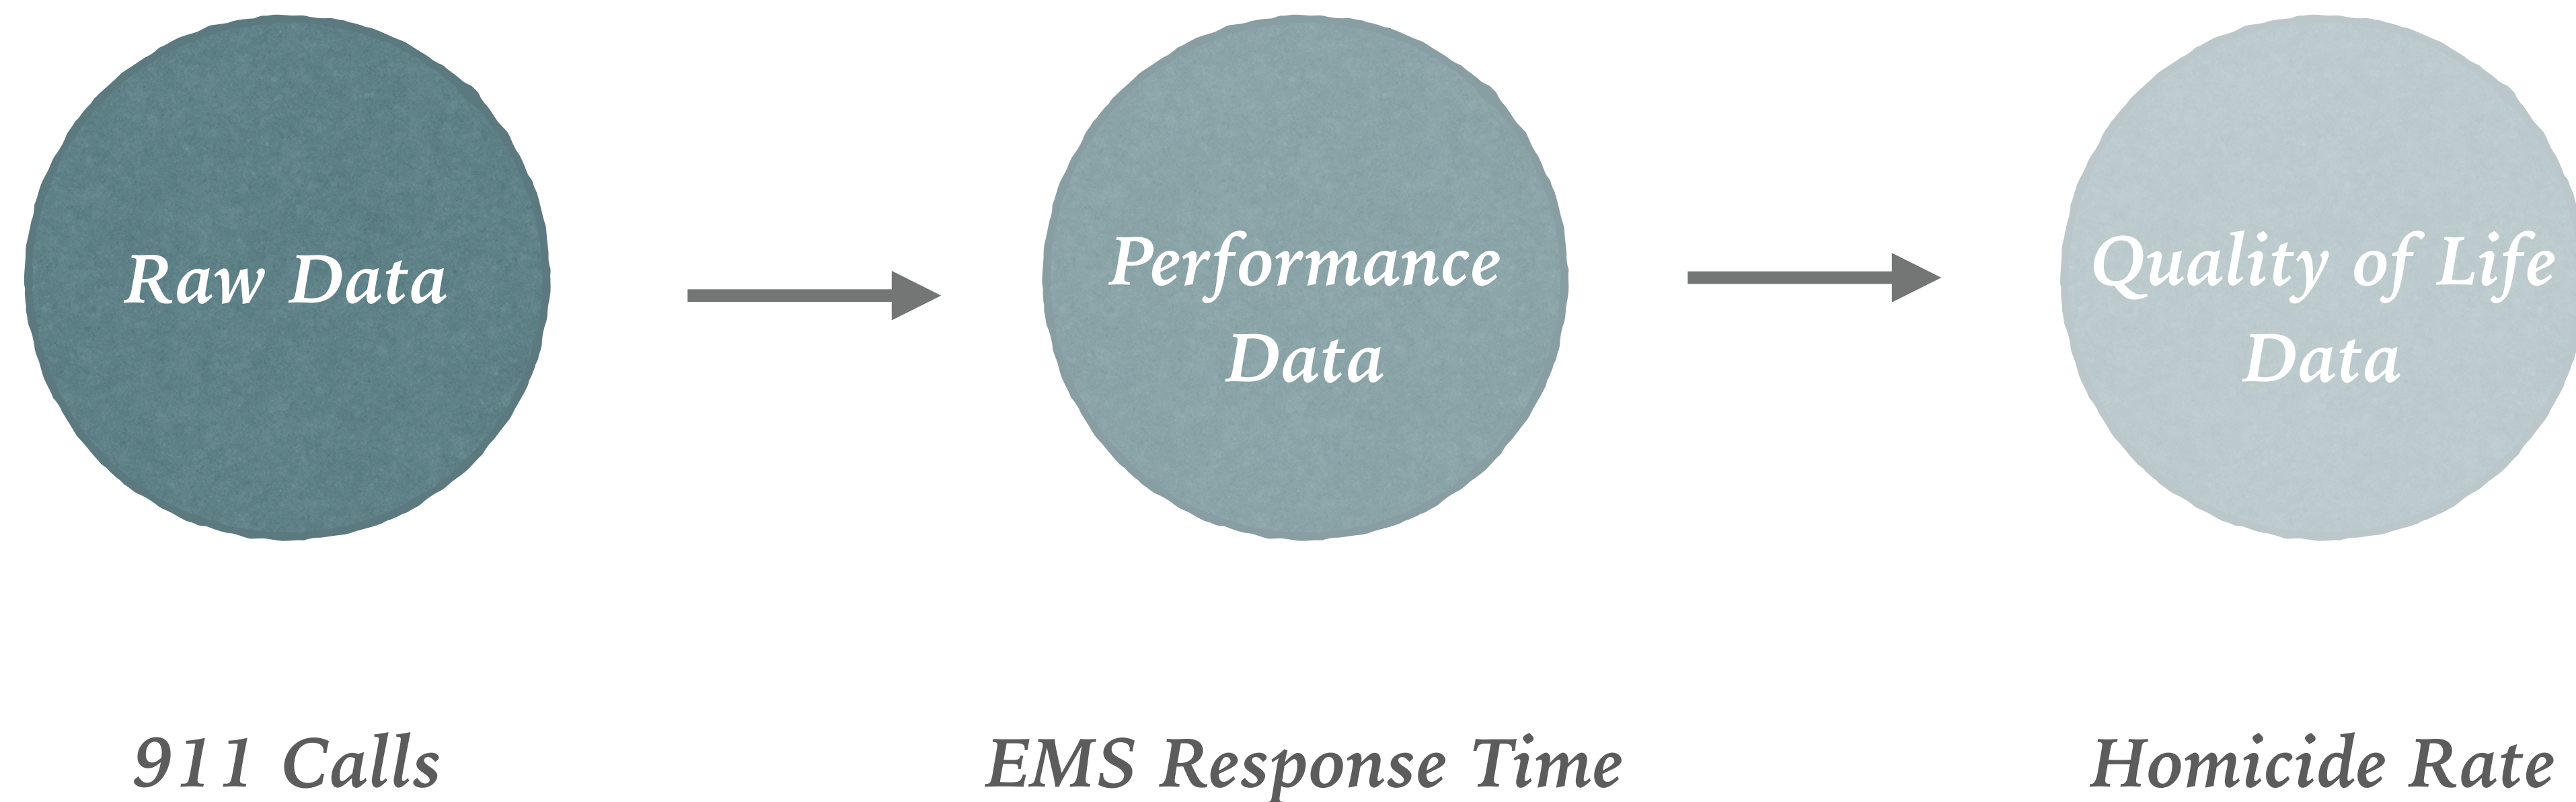 Raw Data
Performance
Data
Quality of Life
Data
911 Calls
EMS Response Time
Homicide Rate